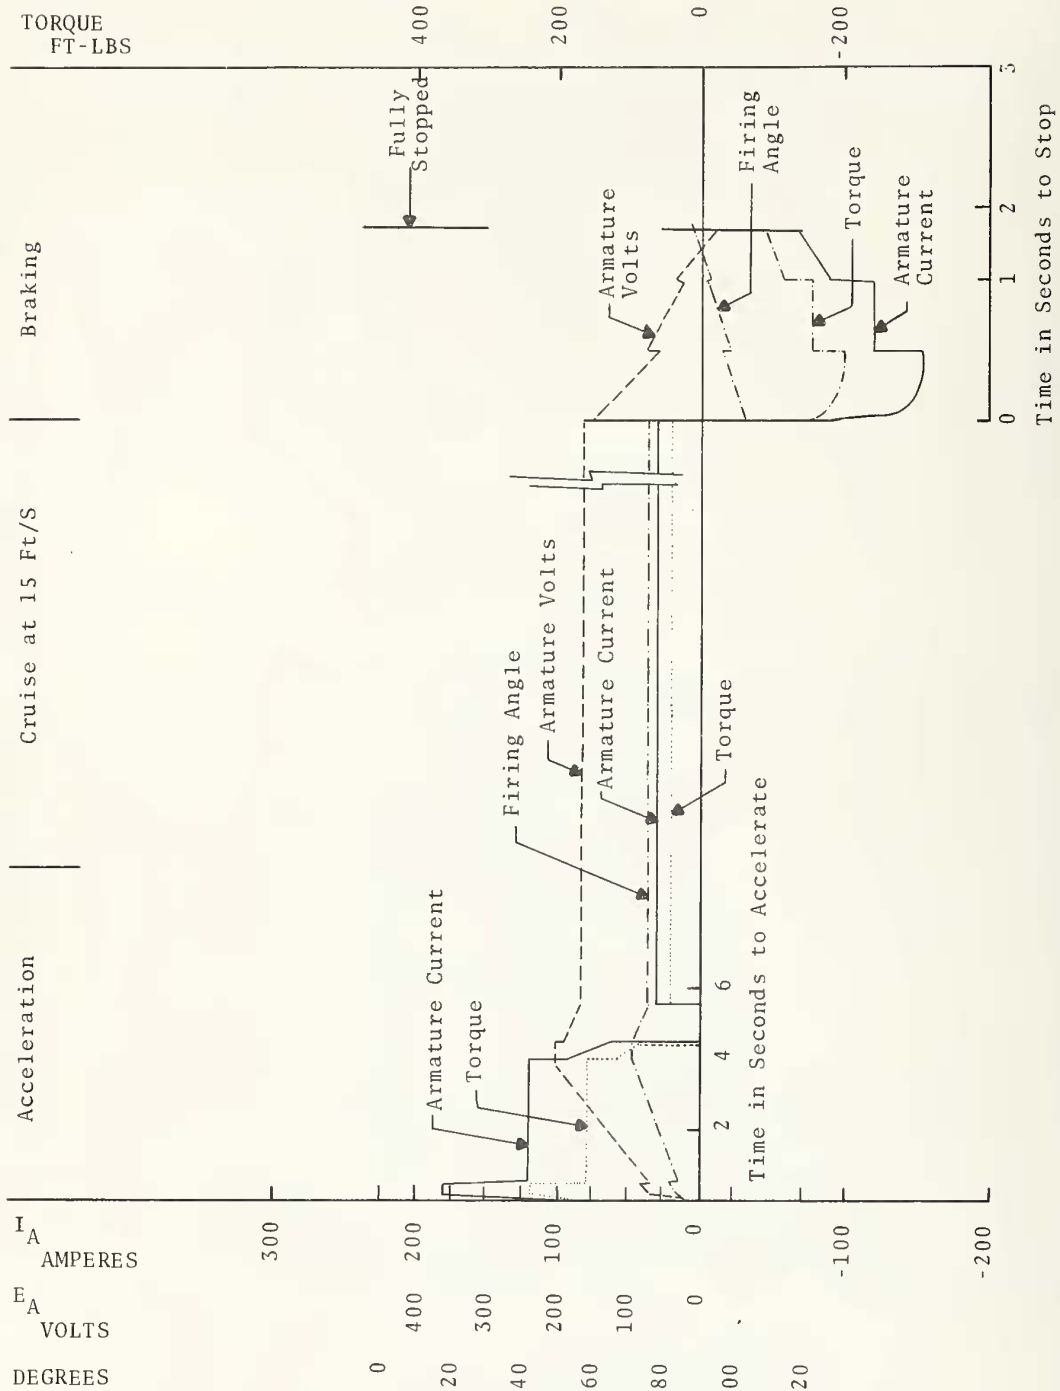 TORQUE
FT-LBS
400
200
0
-200
Acceleration
Cruise at 15 Ft/S
Braking
Fully
Stopped
Armature
Volts
Firing
Angle
Torque
Armature
Current
0
1
2
3
Time in Seconds to Stop
Armature Current
Torque
Firing Angle
Armature Volts
Armature Current
Torque
2
4
6
Time in Seconds to Accelerate
I_A
AMPERES
300
200
100
0
-100
-200
E_A
VOLTS
400
300
200
100
0
DEGREES
0
20
40
60
80
00
20